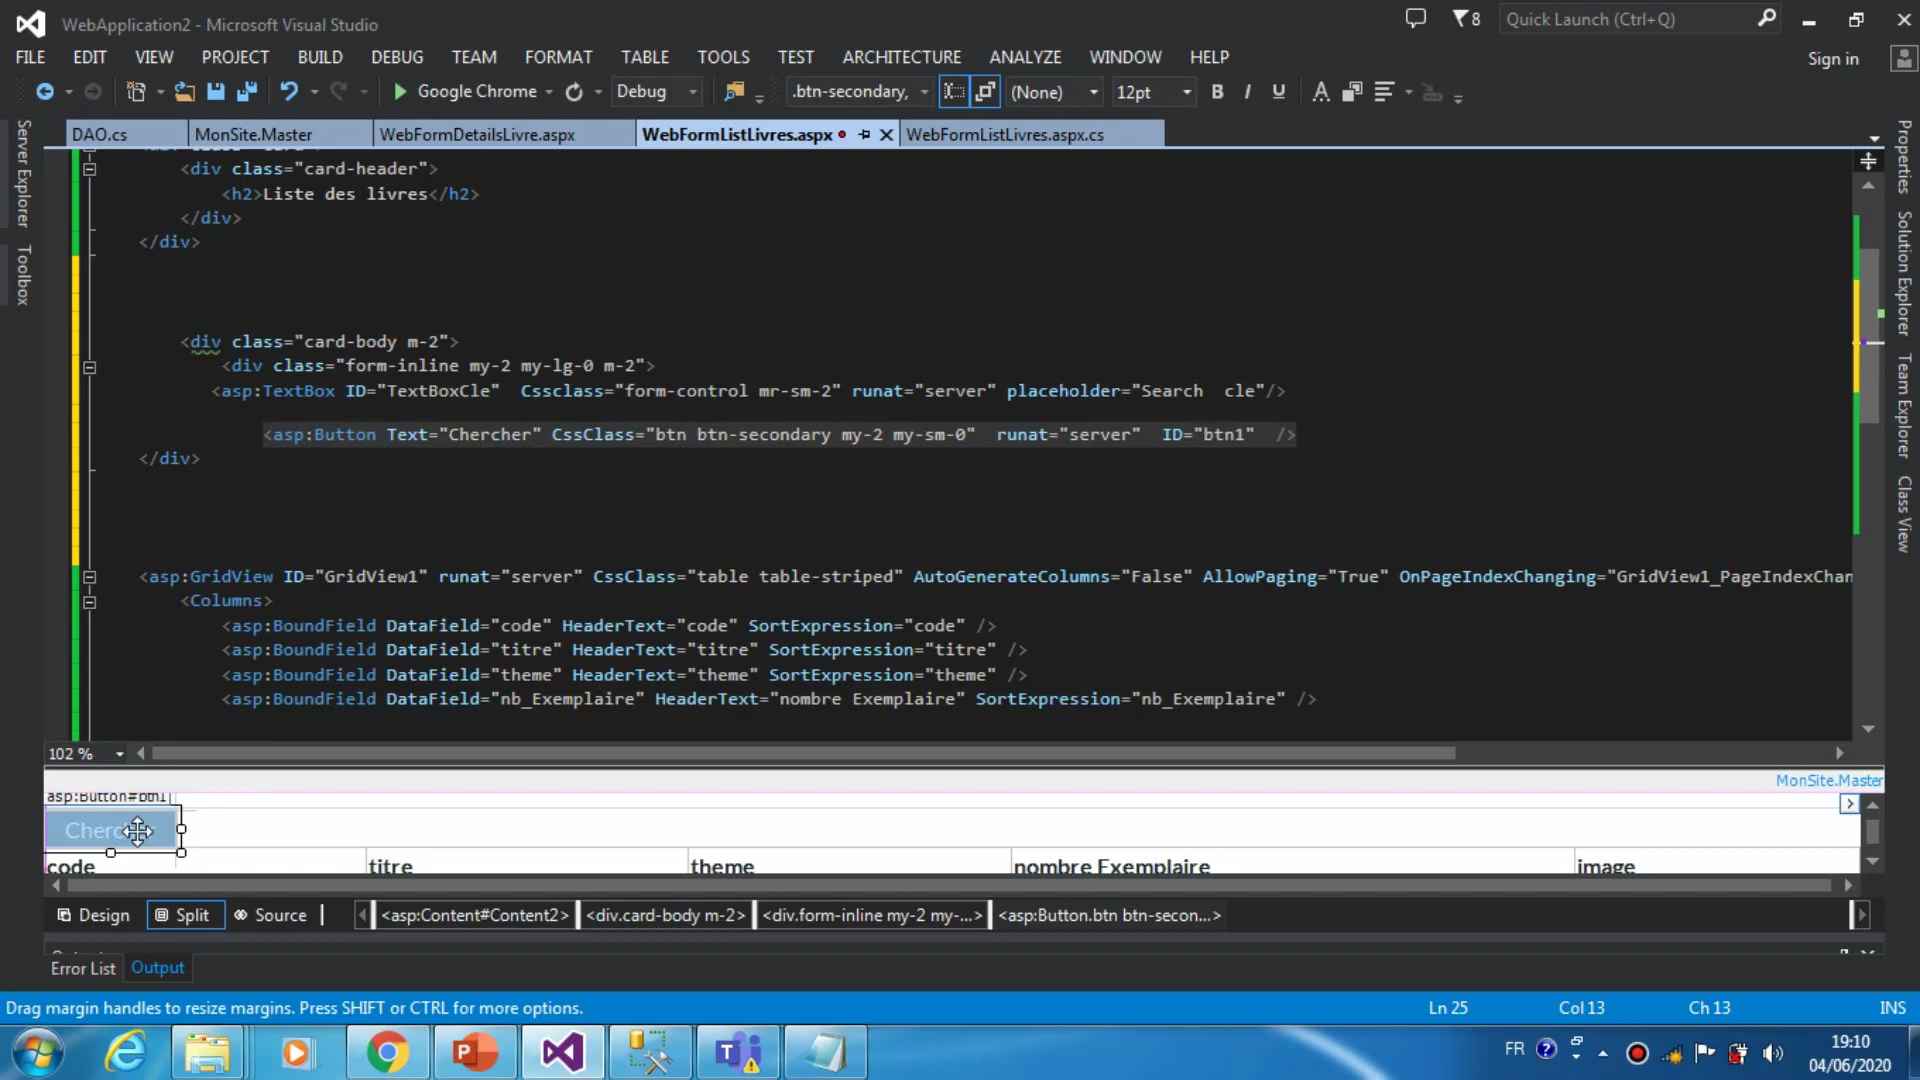 WebApplication2 - Microsoft Visual Studio
8
Quick Launch (Ctrl+Q)
FILE EDIT VIEW PROJECT BUILD DEBUG TEAM FORMAT TABLE TOOLS TEST ARCHITECTURE ANALYZE WINDOW HELP
Sign in
Google Chrome Debug .btn-secondary, (None) 12pt B I U A
DAO.cs MonSite.Master WebFormDetailsLivre.aspx WebFormListLivres.aspx WebFormListLivres.aspx.cs
Server Explorer
Toolbox
Properties
Solution Explorer
Team Explorer
Class View
<div class="card-header">
<h2>Liste des livres</h2>
</div>
</div>
<div class="card-body m-2">
<div class="form-inline my-2 my-lg-0 m-2">
<asp:TextBox ID="TextBoxCle"  Cssclass="form-control mr-sm-2" runat="server" placeholder="Search  cle"/>
<asp:Button Text="Chercher" CssClass="btn btn-secondary my-2 my-sm-0"  runat="server"  ID="btn1"  />
</div>
<asp:GridView ID="GridView1" runat="server" CssClass="table table-striped" AutoGenerateColumns="False" AllowPaging="True" OnPageIndexChanging="GridView1_PageIndexChan
<Columns>
<asp:BoundField DataField="code" HeaderText="code" SortExpression="code" />
<asp:BoundField DataField="titre" HeaderText="titre" SortExpression="titre" />
<asp:BoundField DataField="theme" HeaderText="theme" SortExpression="theme" />
<asp:BoundField DataField="nb_Exemplaire" HeaderText="nombre Exemplaire" SortExpression="nb_Exemplaire" />
102 %
MonSite.Master
asp:Button#btn1
code titre theme nombre Exemplaire image
Design Split Source <asp:Content#Content2> <div.card-body m-2> <div.form-inline my-2 my-...> <asp:Button.btn btn-secon...>
Error List Output
Drag margin handles to resize margins. Press SHIFT or CTRL for more options.
Ln 25 Col 13 Ch 13 INS
FR
19:10
04/06/2020